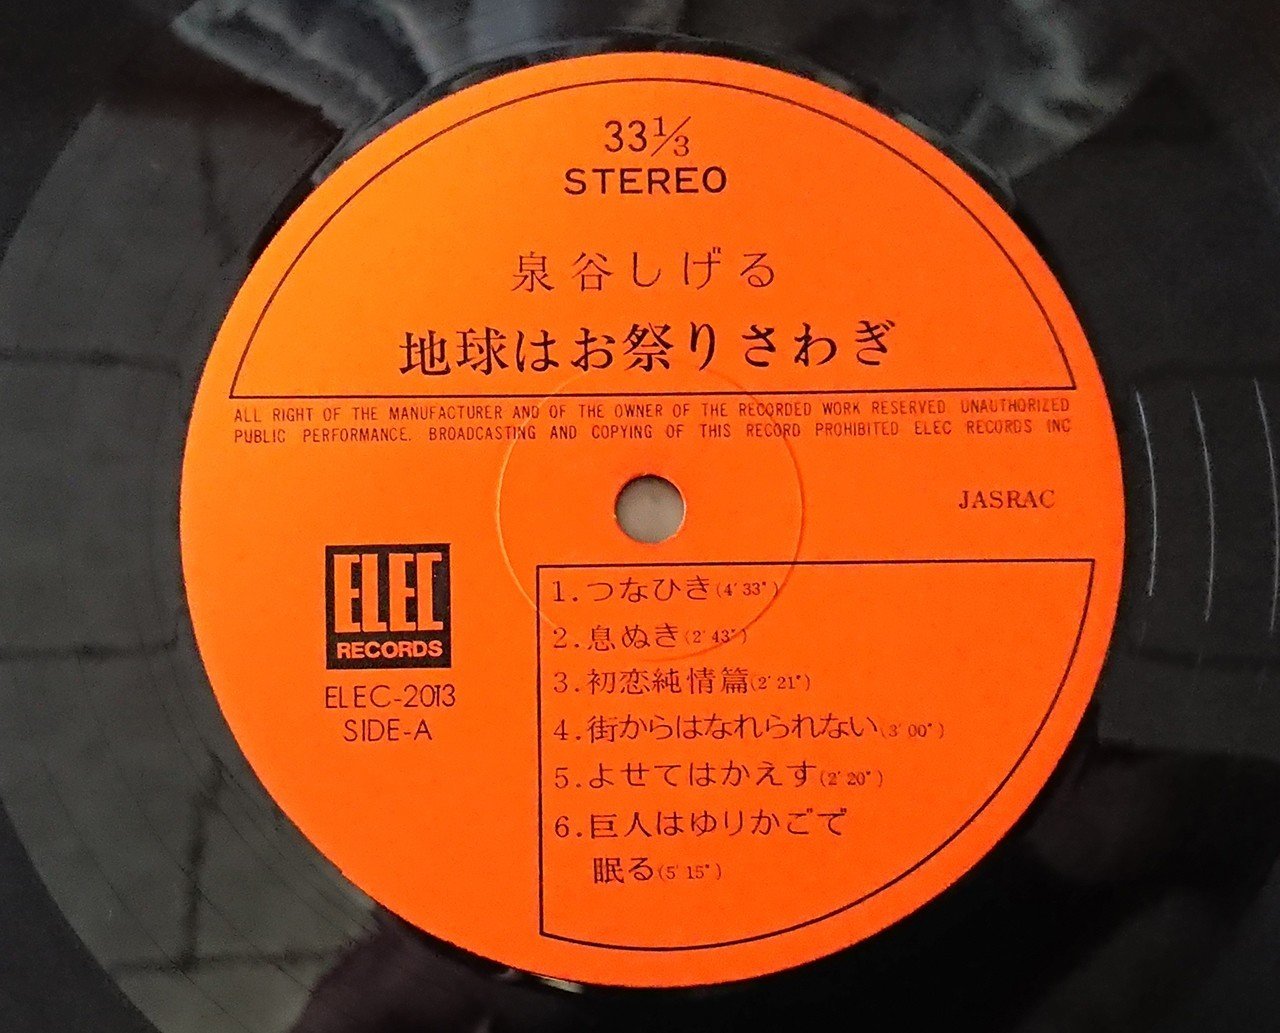 33⅓
STEREO
泉谷しげる
地球はお祭りさわぎ
ALL RIGHT OF THE MANUFACTURER AND OF THE OWNER OF THE RECORDED WORK RESERVED UNAUTHORIZED
PUBLIC PERFORMANCE. BROADCASTING AND COPYING OF THIS RECORD PROHIBITED ELEC RECORDS INC
JASRAC
ELEC
RECORDS
ELEC-2013
SIDE-A
1.つなひき(4′33″)
2.息ぬき(2′43″)
3.初恋純情篇(2′21″)
4.街からはなれられない(3′00″)
5.よせてはかえす(2′20″)
6.巨人はゆりかごで
眠る(5′15″)